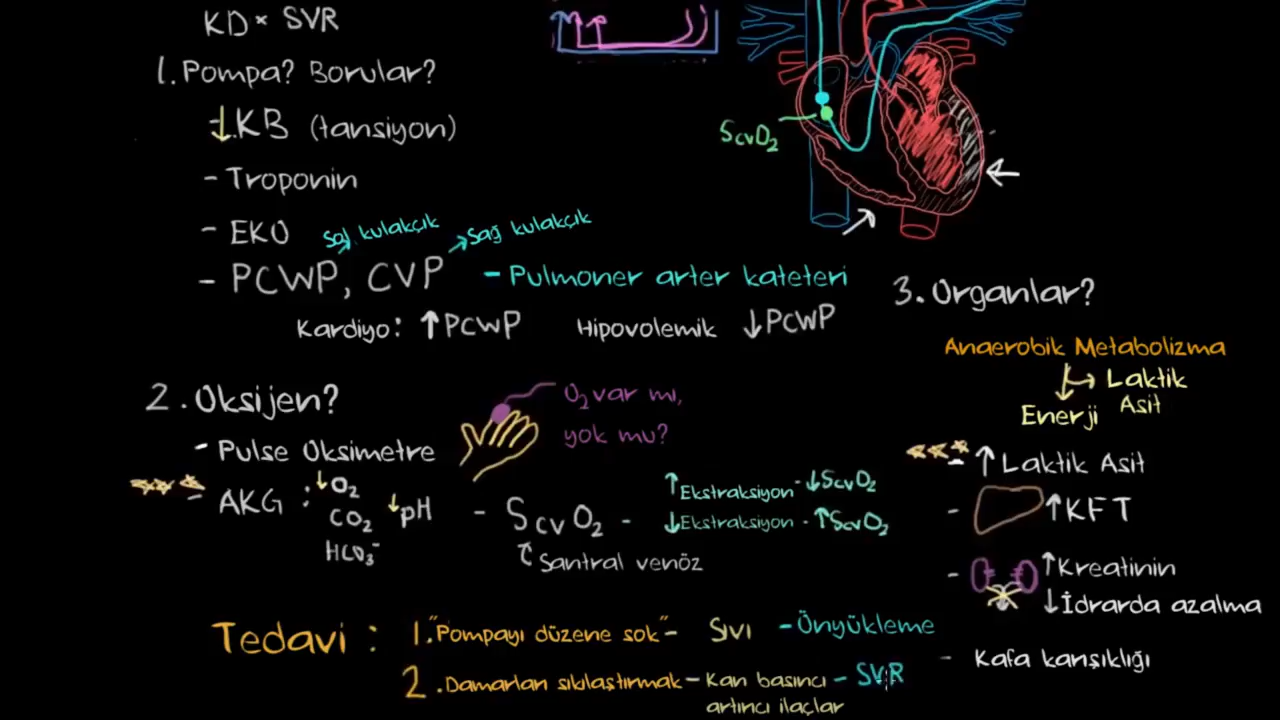 KD × SVR
1. Pompa? Borular?
↓KB (tansiyon)
- Troponin
- EKO
Sol kulakçık
→ Sağ kulakçık
- PCWP, CVP - Pulmoner arter kateteri
Kardiyo: ↑PCWP Hipovolemik ↓PCWP
ScvO₂
2. Oksijen?
- Pulse Oksimetre
O₂ var mı,
yok mu?
*** - AKG : ↓O₂
CO₂ ↓pH
HCO₃⁻
- ScvO₂ -
Santral venöz
↑Ekstraksiyon - ↓ScvO₂
↓Ekstraksiyon - ↑ScvO₂
3. Organlar?
Anaerobik Metabolizma
→ Laktik
Asit
Enerji
*** - ↑ Laktik Asit
- ↑KFT
- ↑Kreatinin
↓İdrarda azalma
- Kafa karışıklığı
Tedavi : 1. "Pompayı düzene sok" - Sıvı - Önyükleme
2. Damarları sıkılaştırmak - Kan basıncı - SVR
artırıcı ilaçlar